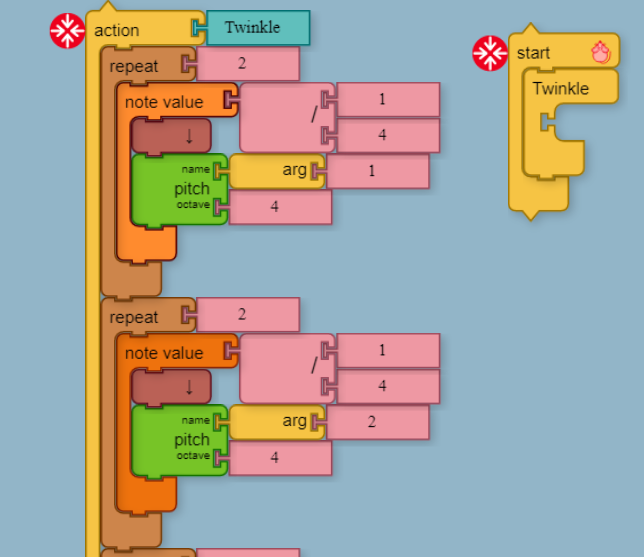 action Twinkle
start
repeat 2
Twinkle
note value / 1
4
↓
name arg 1
pitch
octave 4
repeat 2
note value / 1
4
↓
name arg 2
pitch
octave 4